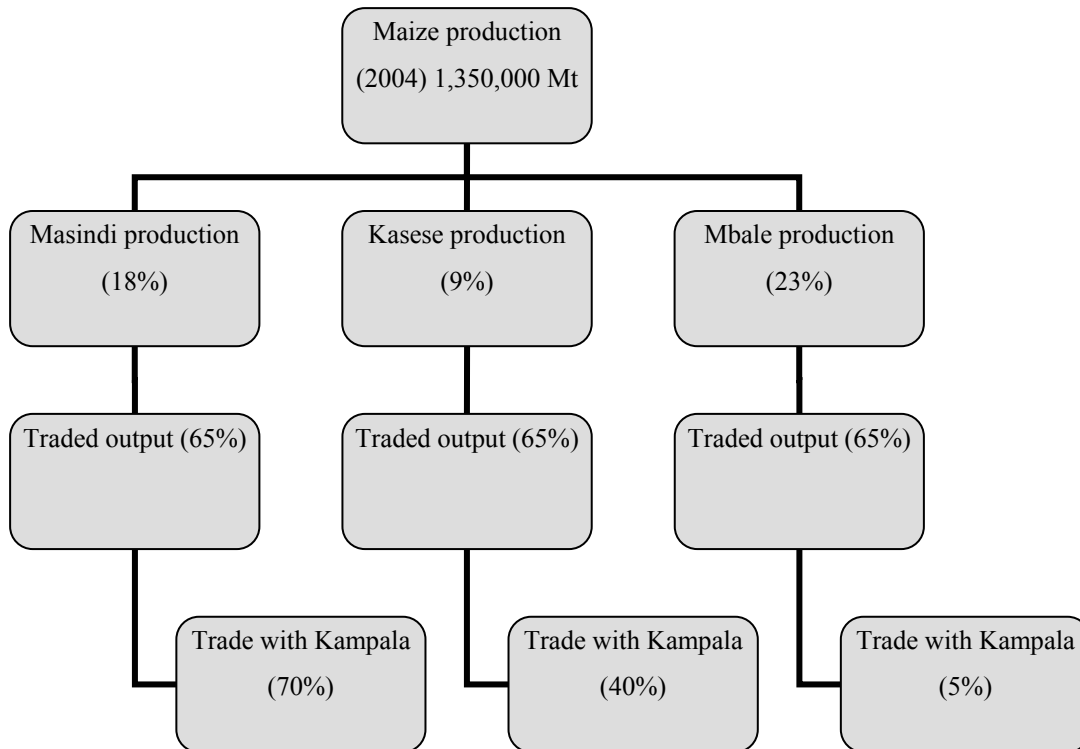 Maize production
(2004) 1,350,000 Mt
Masindi production
(18%)
Kasese production
(9%)
Mbale production
(23%)
Traded output (65%)
Traded output (65%)
Traded output (65%)
Trade with Kampala
(70%)
Trade with Kampala
(40%)
Trade with Kampala
(5%)